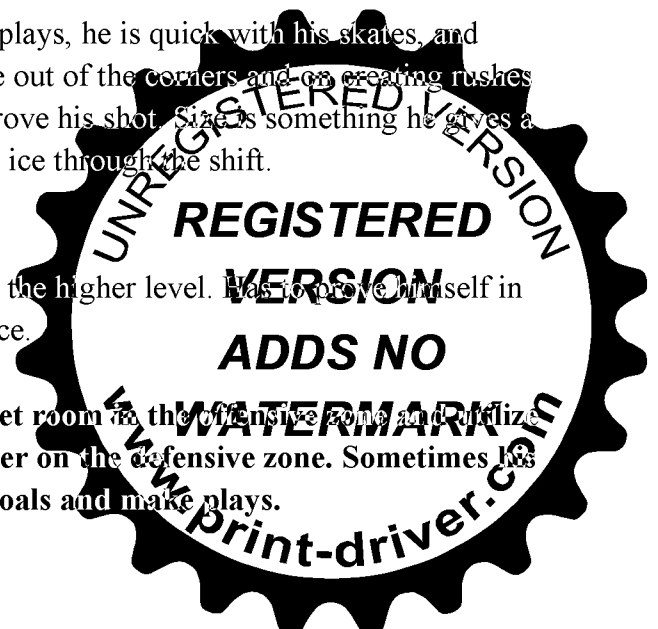 plays, he is quick with his skates, and
e out of the corners and on creating rushes
rove his shot. Size is something he gives a
ice through the shift.
the higher level. Has to prove himself in
ce.
et room in the offensive zone and utilize
er on the defensive zone. Sometimes his
oals and make plays.
UNREGISTERED VERSION
REGISTERED
VERSION
ADDS NO
WATERMARK
www.print-driver.com